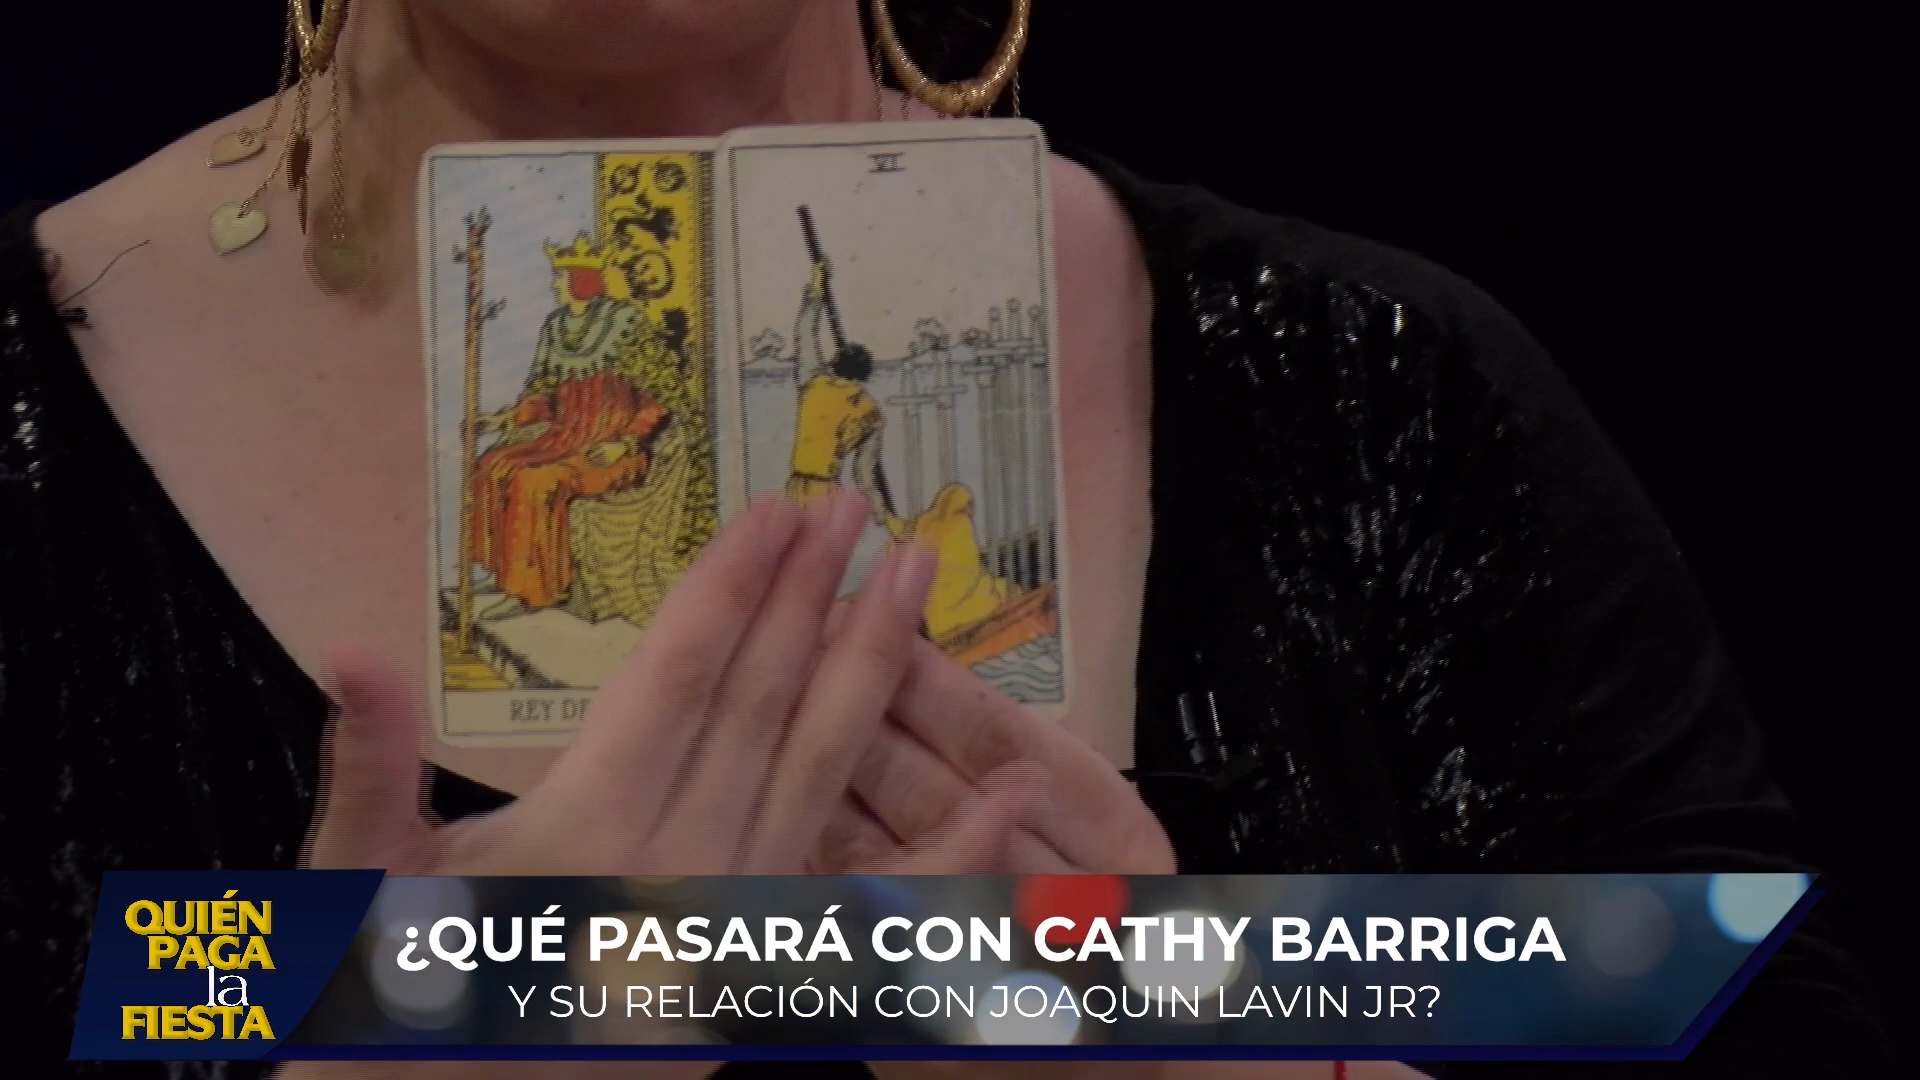 VI
REY DE
QUIÉN
PAGA
la
FIESTA
¿QUÉ PASARÁ CON CATHY BARRIGA
Y SU RELACIÓN CON JOAQUIN LAVIN JR?